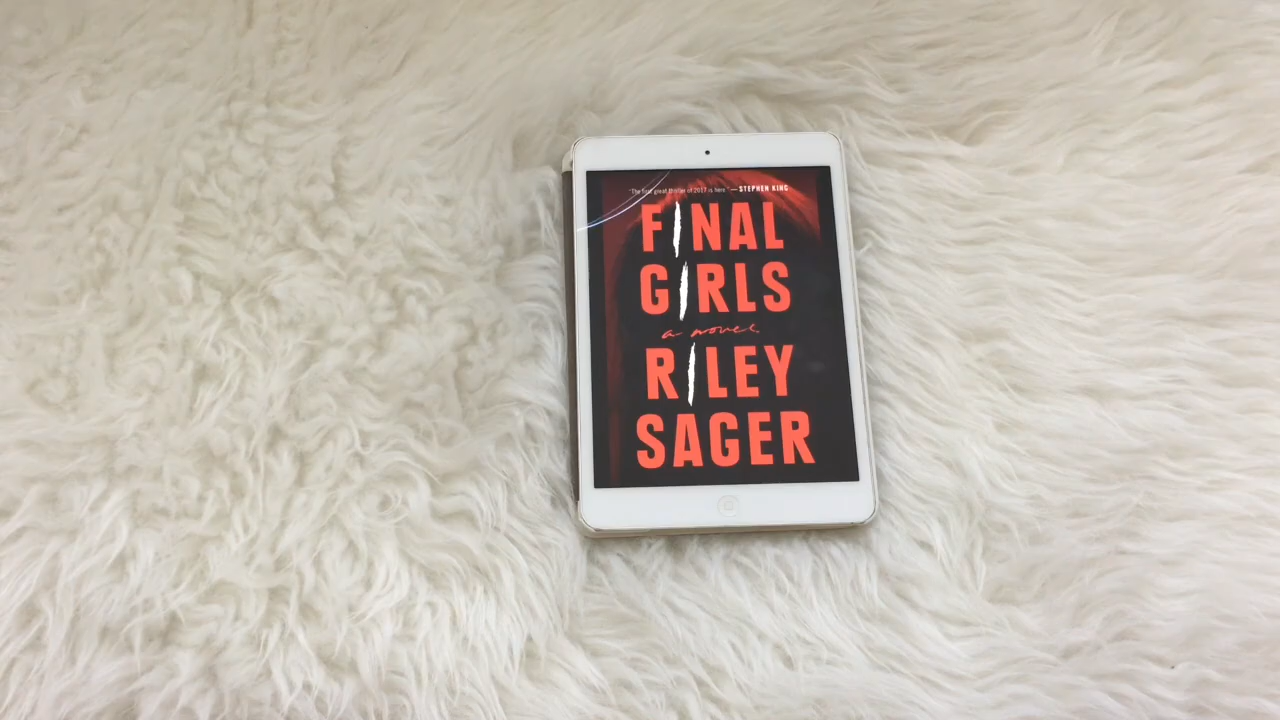 "The first great thriller of 2017 is here." —STEPHEN KING
FINAL
GIRLS
a novel
RILEY
SAGER